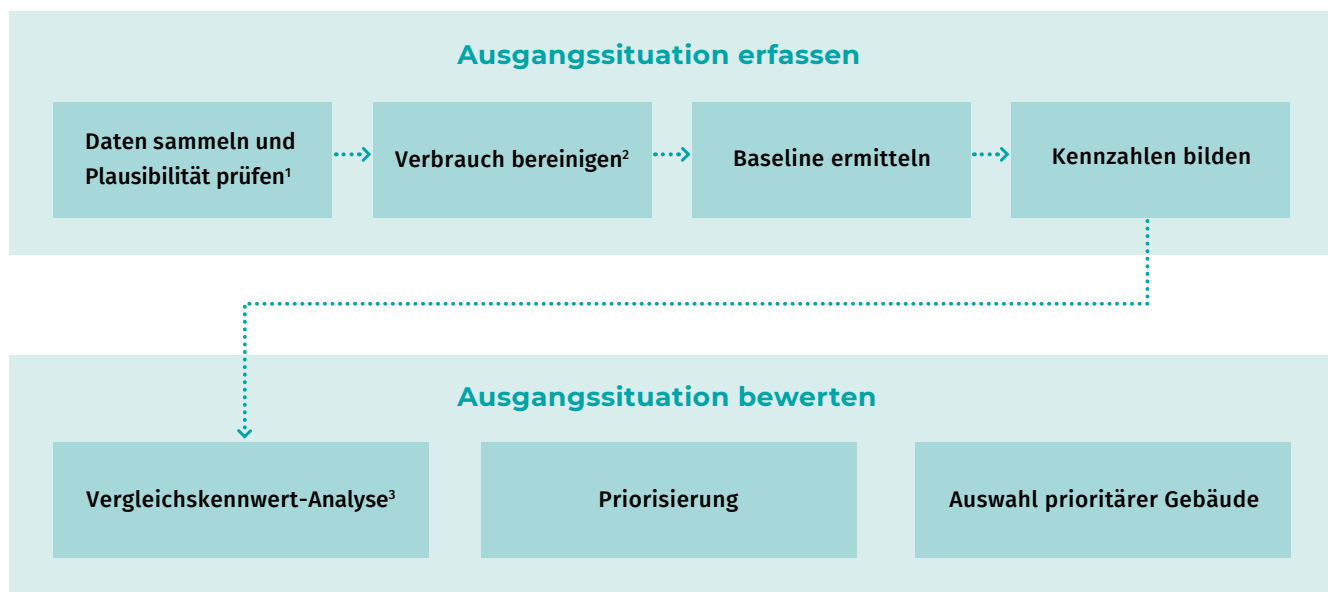 Ausgangssituation erfassen
Daten sammeln und
Plausibilität prüfen¹
Verbrauch bereinigen²
Baseline ermitteln
Kennzahlen bilden
Ausgangssituation bewerten
Vergleichskennwert-Analyse³
Priorisierung
Auswahl prioritärer Gebäude